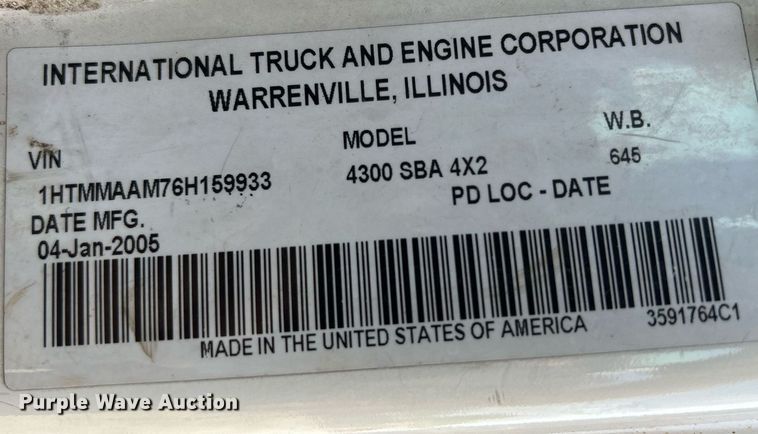 INTERNATIONAL TRUCK AND ENGINE CORPORATION
WARRENVILLE, ILLINOIS
VIN MODEL W.B.
1HTMMAAM76H159933 4300 SBA 4X2 645
DATE MFG. PD LOC - DATE
04-Jan-2005
MADE IN THE UNITED STATES OF AMERICA 3591764C1
Purple Wave Auction